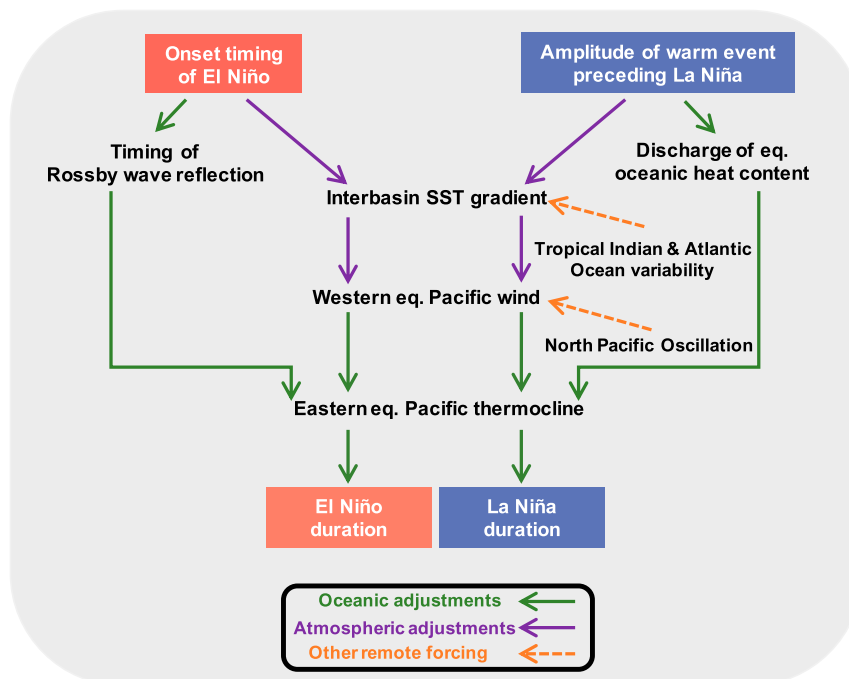 Onset timing
of El Niño
Amplitude of warm event
preceding La Niña
Timing of
Rossby wave reflection
Discharge of eq.
oceanic heat content
Interbasin SST gradient
Tropical Indian & Atlantic
Ocean variability
Western eq. Pacific wind
North Pacific Oscillation
Eastern eq. Pacific thermocline
El Niño
duration
La Niña
duration
Oceanic adjustments
Atmospheric adjustments
Other remote forcing